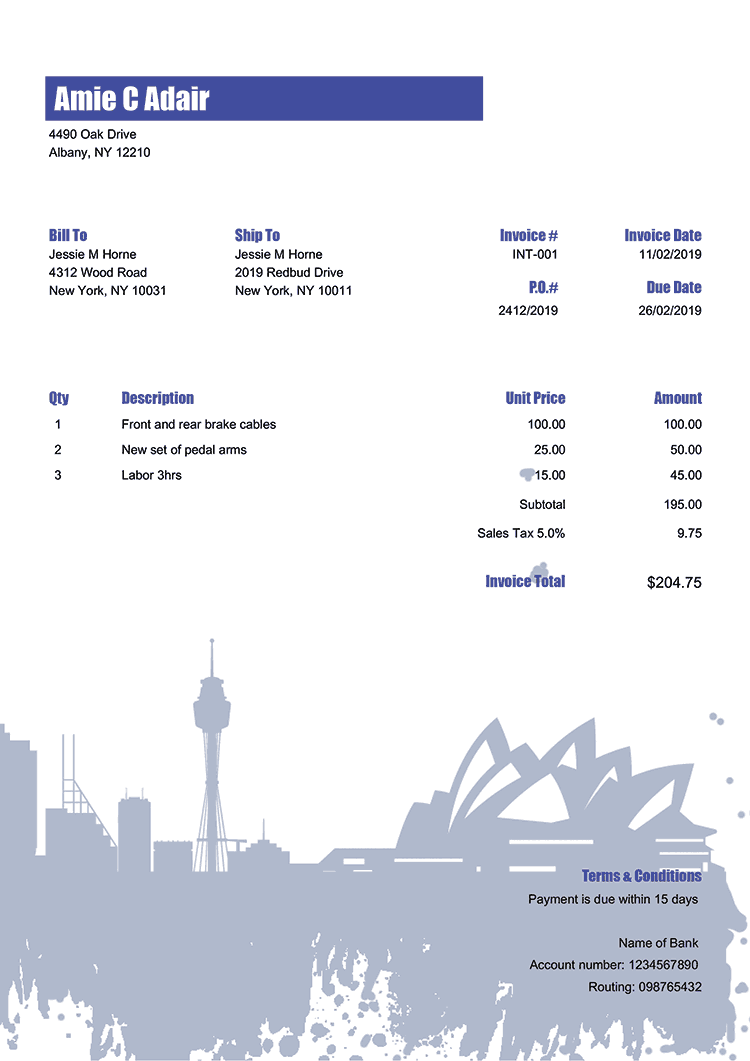 Amie C Adair
4490 Oak Drive
Albany, NY 12210
Bill To Ship To Invoice # Invoice Date
Jessie M Horne Jessie M Horne INT-001 11/02/2019
4312 Wood Road 2019 Redbud Drive P.O.# Due Date
New York, NY 10031 New York, NY 10011 2412/2019 26/02/2019
Qty Description Unit Price Amount
1 Front and rear brake cables 100.00 100.00
2 New set of pedal arms 25.00 50.00
3 Labor 3hrs 15.00 45.00
Subtotal 195.00
Sales Tax 5.0% 9.75
Invoice Total $204.75
Terms & Conditions
Payment is due within 15 days
Name of Bank
Account number: 1234567890
Routing: 098765432